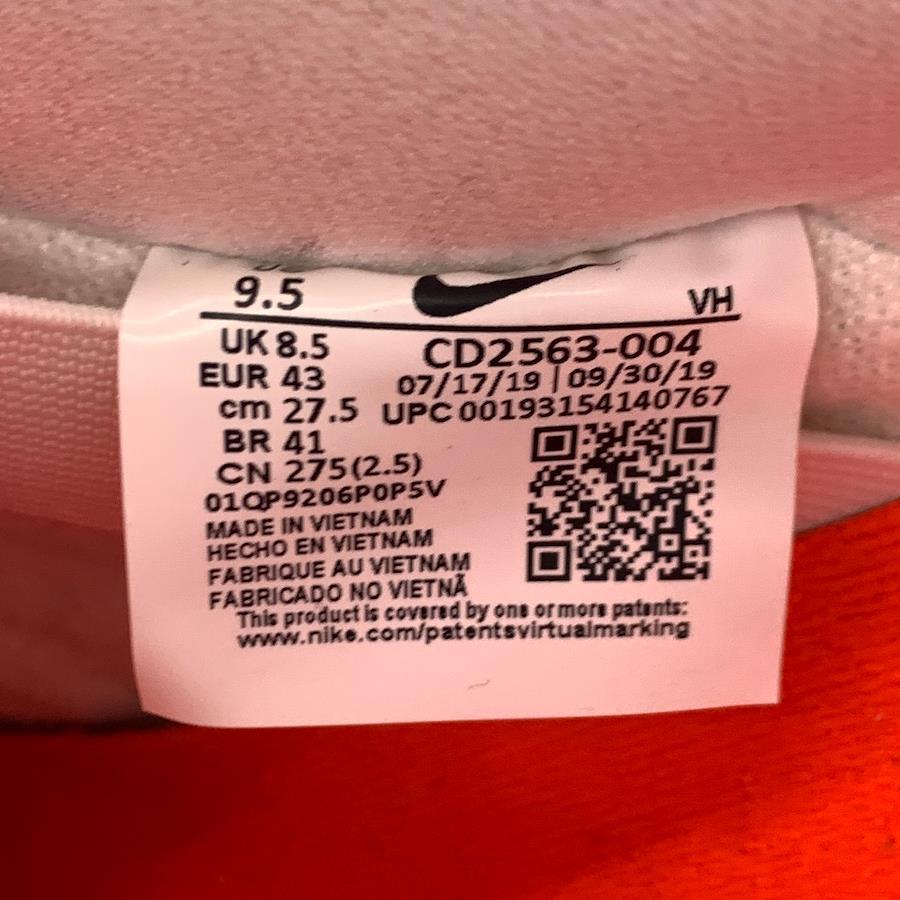 9.5
VH
UK 8.5
EUR 43
cm 27.5
BR 41
CN 275(2.5)
CD2563-004
07/17/19 | 09/30/19
UPC 00193154140767
01QP9206P0P5V
MADE IN VIETNAM
HECHO EN VIETNAM
FABRIQUE AU VIETNAM
FABRICADO NO VIETNÃ
This product is covered by one or more patents:
www.nike.com/patentsvirtualmarking